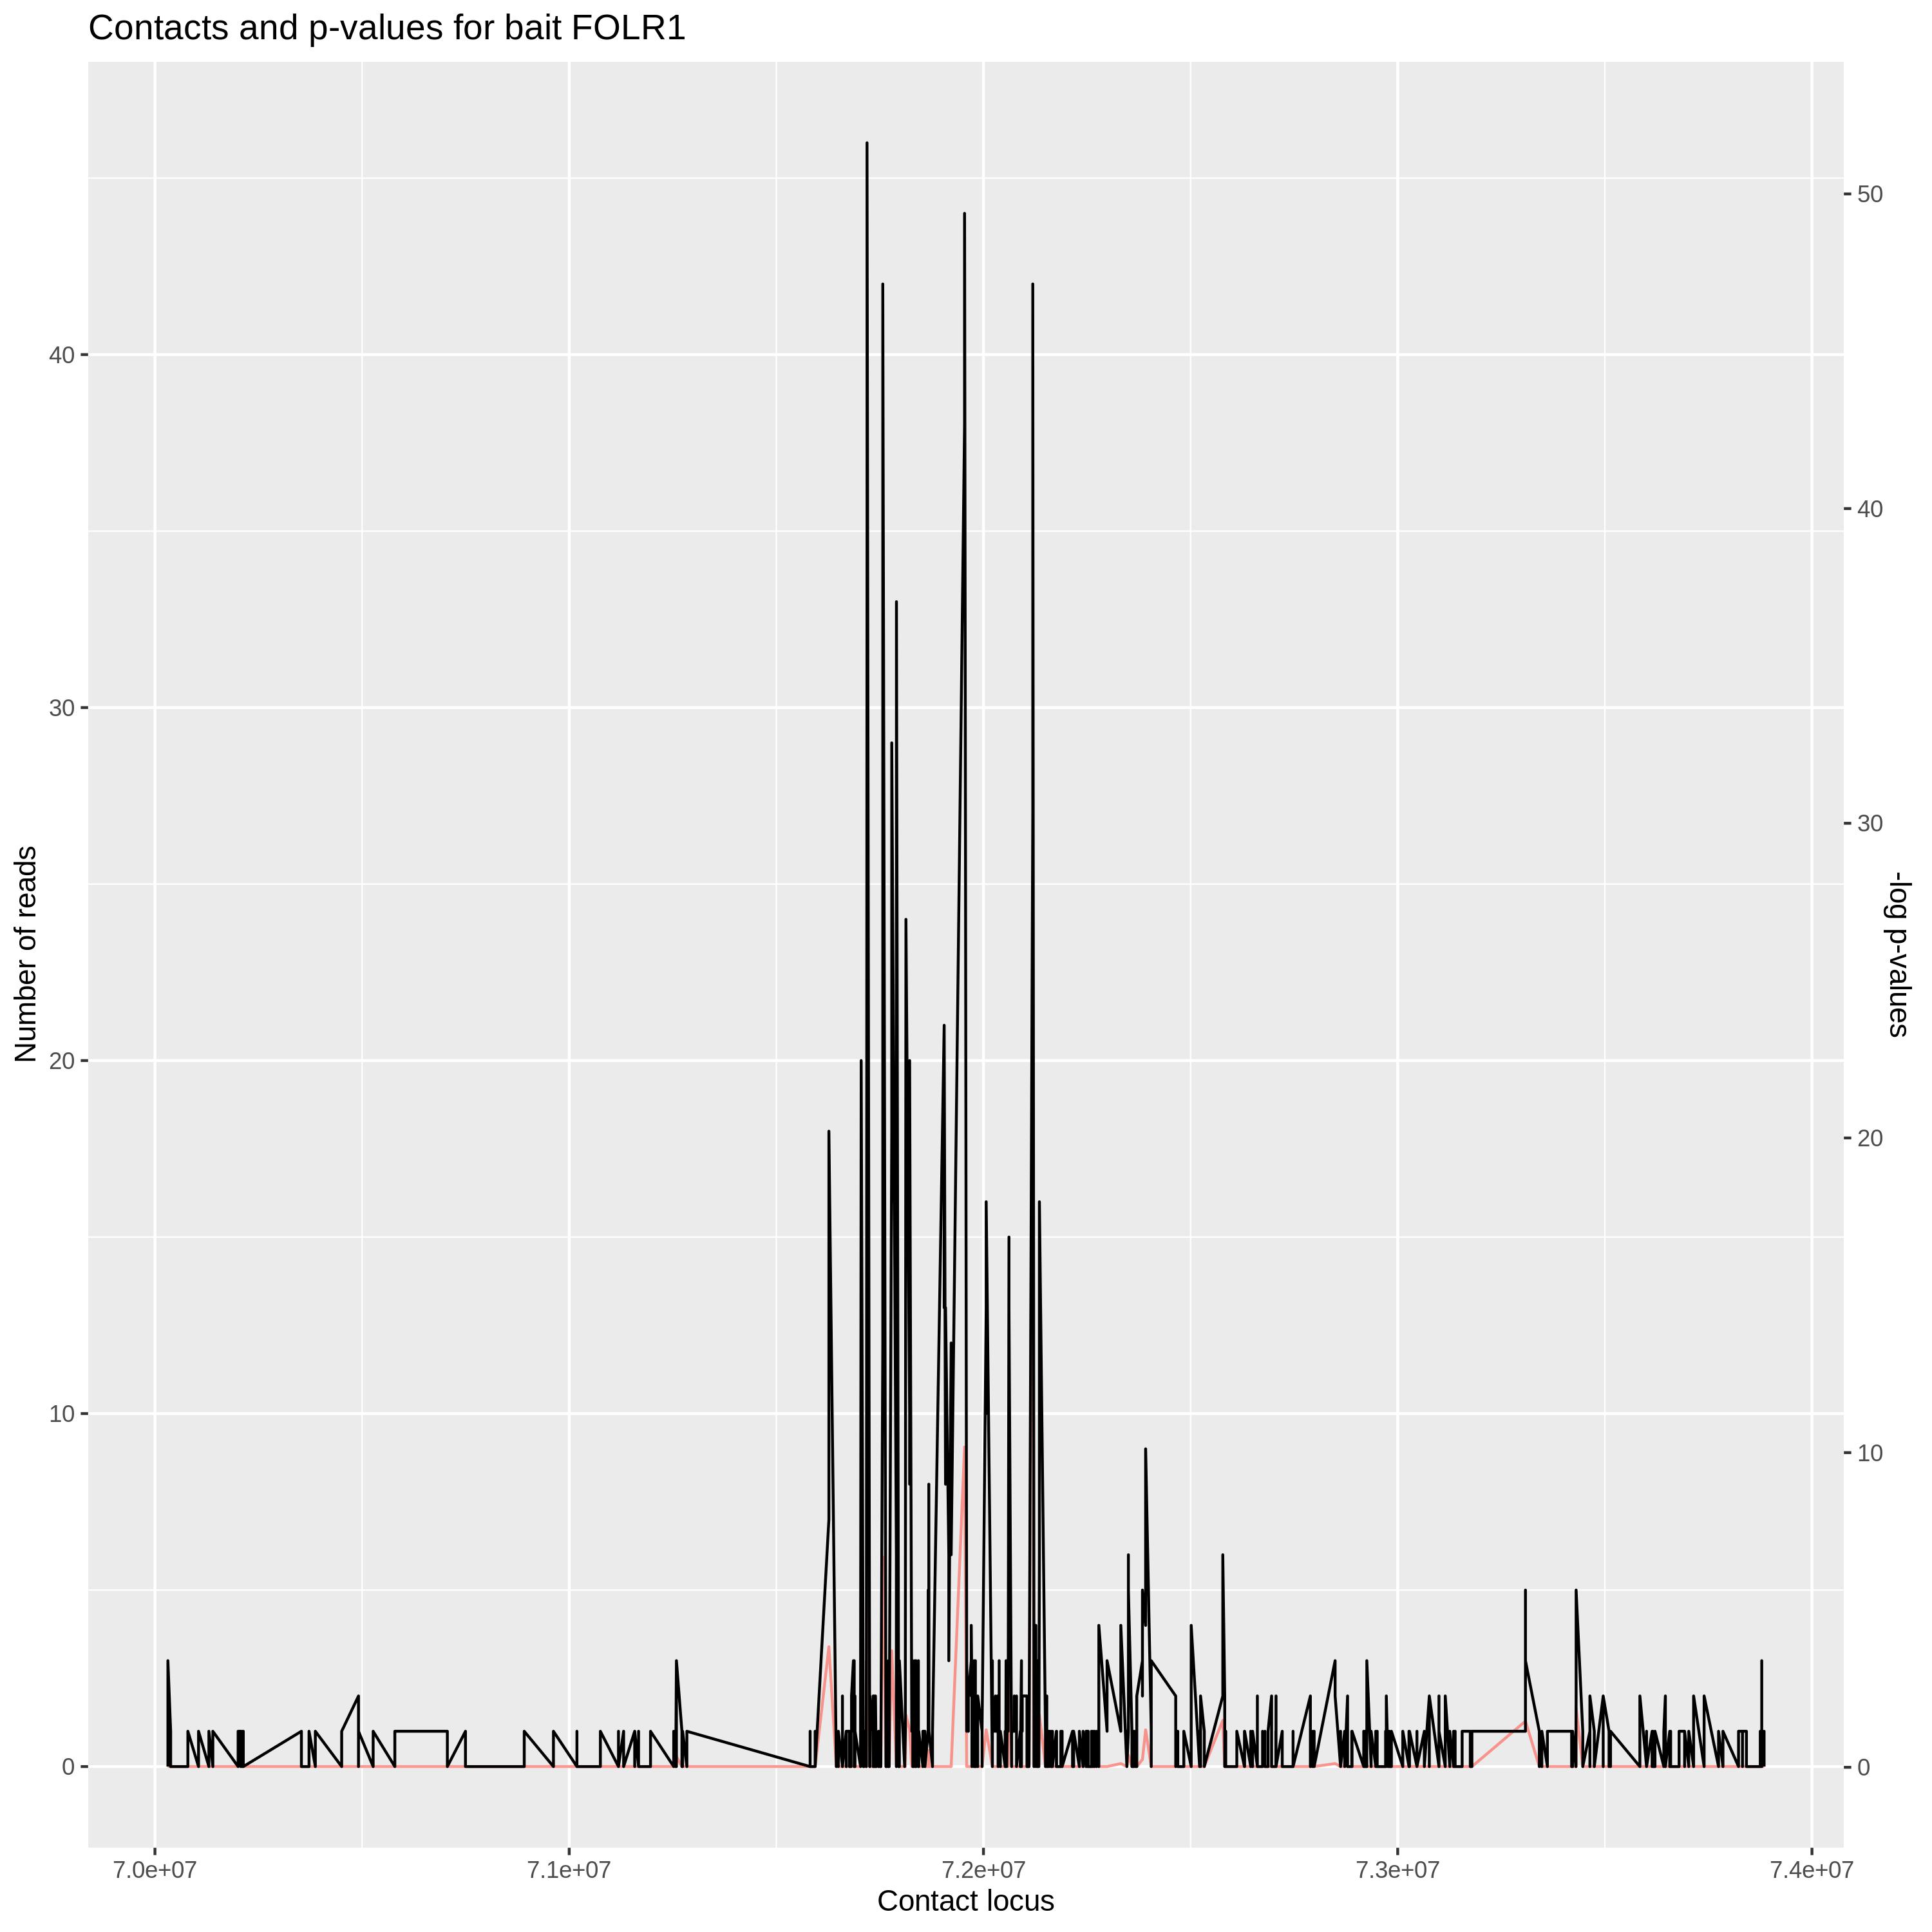 Contacts and p-values for bait FOLR1
40
30
20
10
0
Number of reads
50
40
30
20
10
0
-log p-values
7.0e+07
7.1e+07
7.2e+07
7.3e+07
7.4e+07
Contact locus